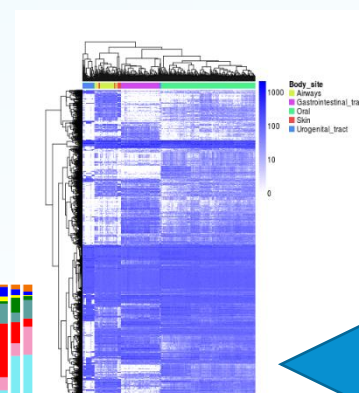 Body_site
Airways
Gastrointestinal_tra
Oral
Skin
Urogenital_tract
1000
100
10
0